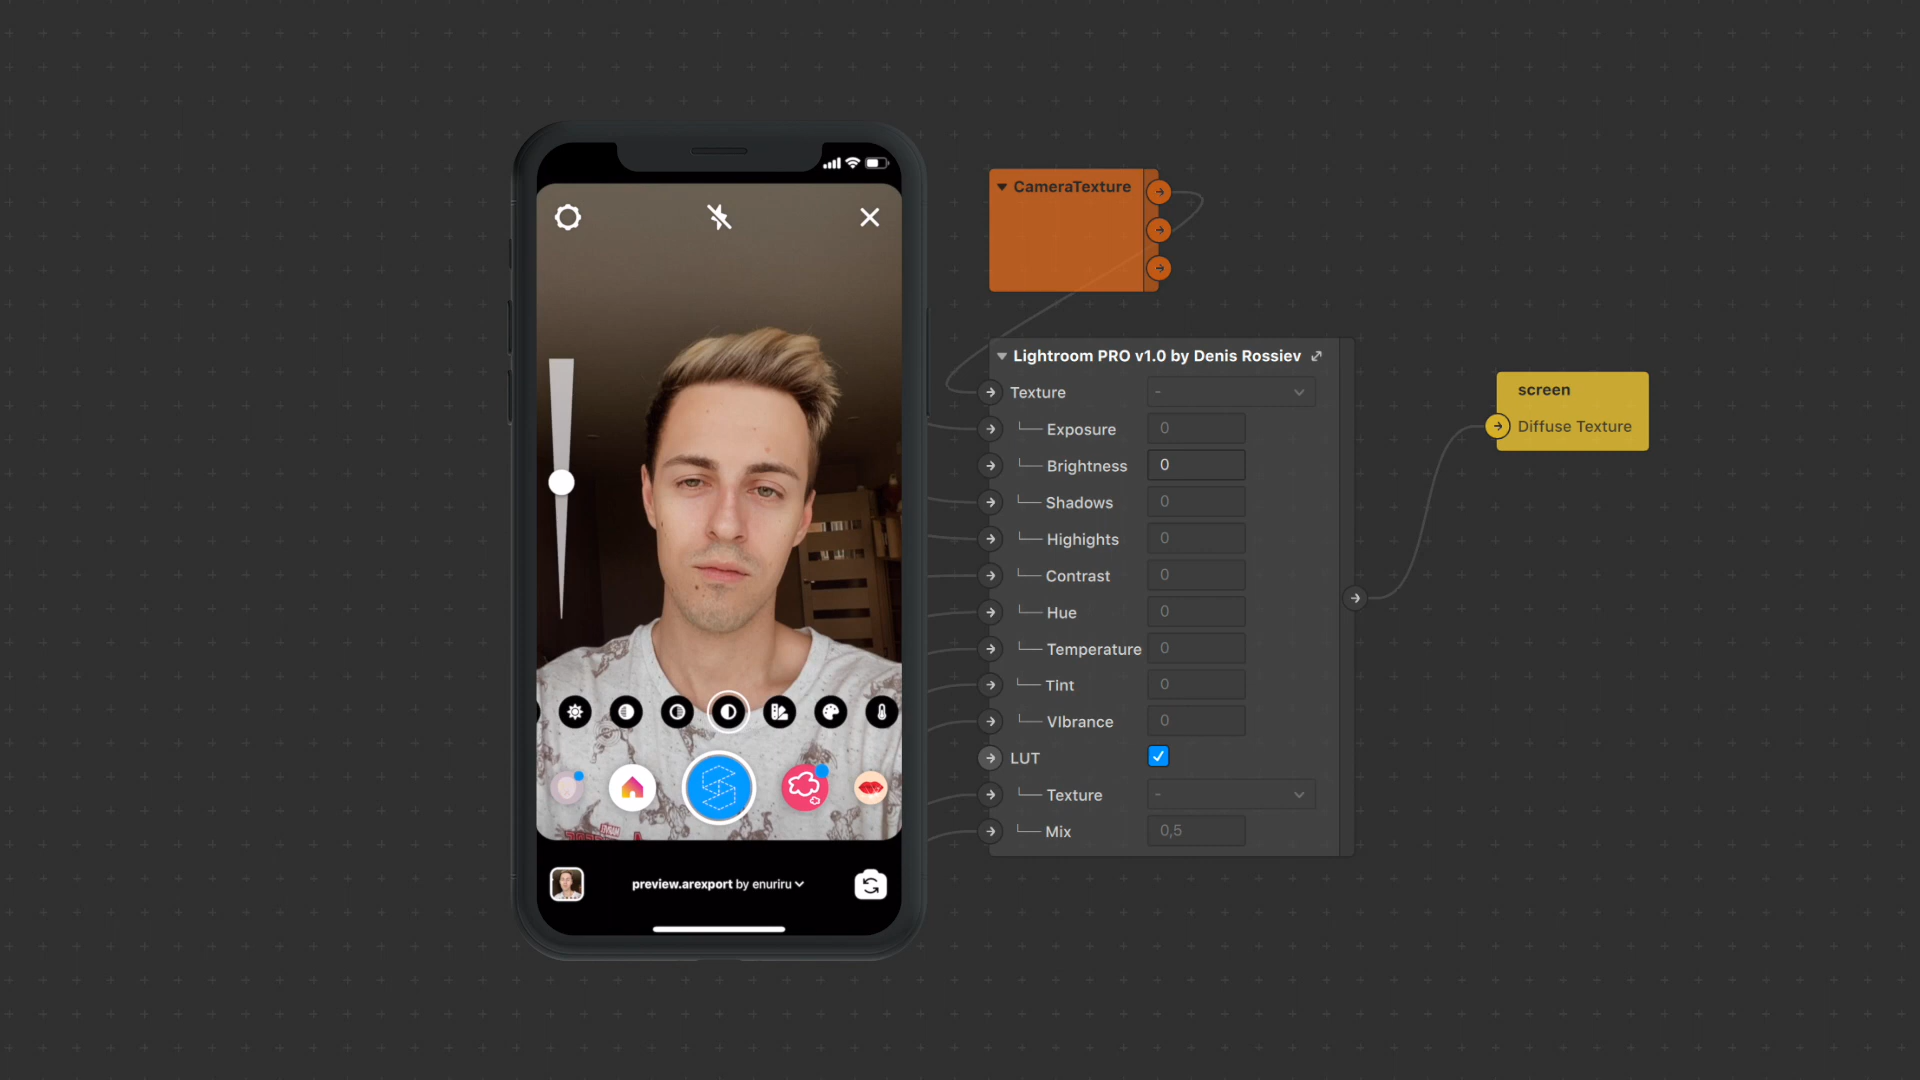 CameraTexture
Lightroom PRO v1.0 by Denis Rossiev
Texture -
Exposure 0
Brightness 0
Shadows 0
Highights 0
Contrast 0
Hue 0
Temperature 0
Tint 0
VIbrance 0
LUT
Texture -
Mix 0,5
screen
Diffuse Texture
preview.arexport by enuriru